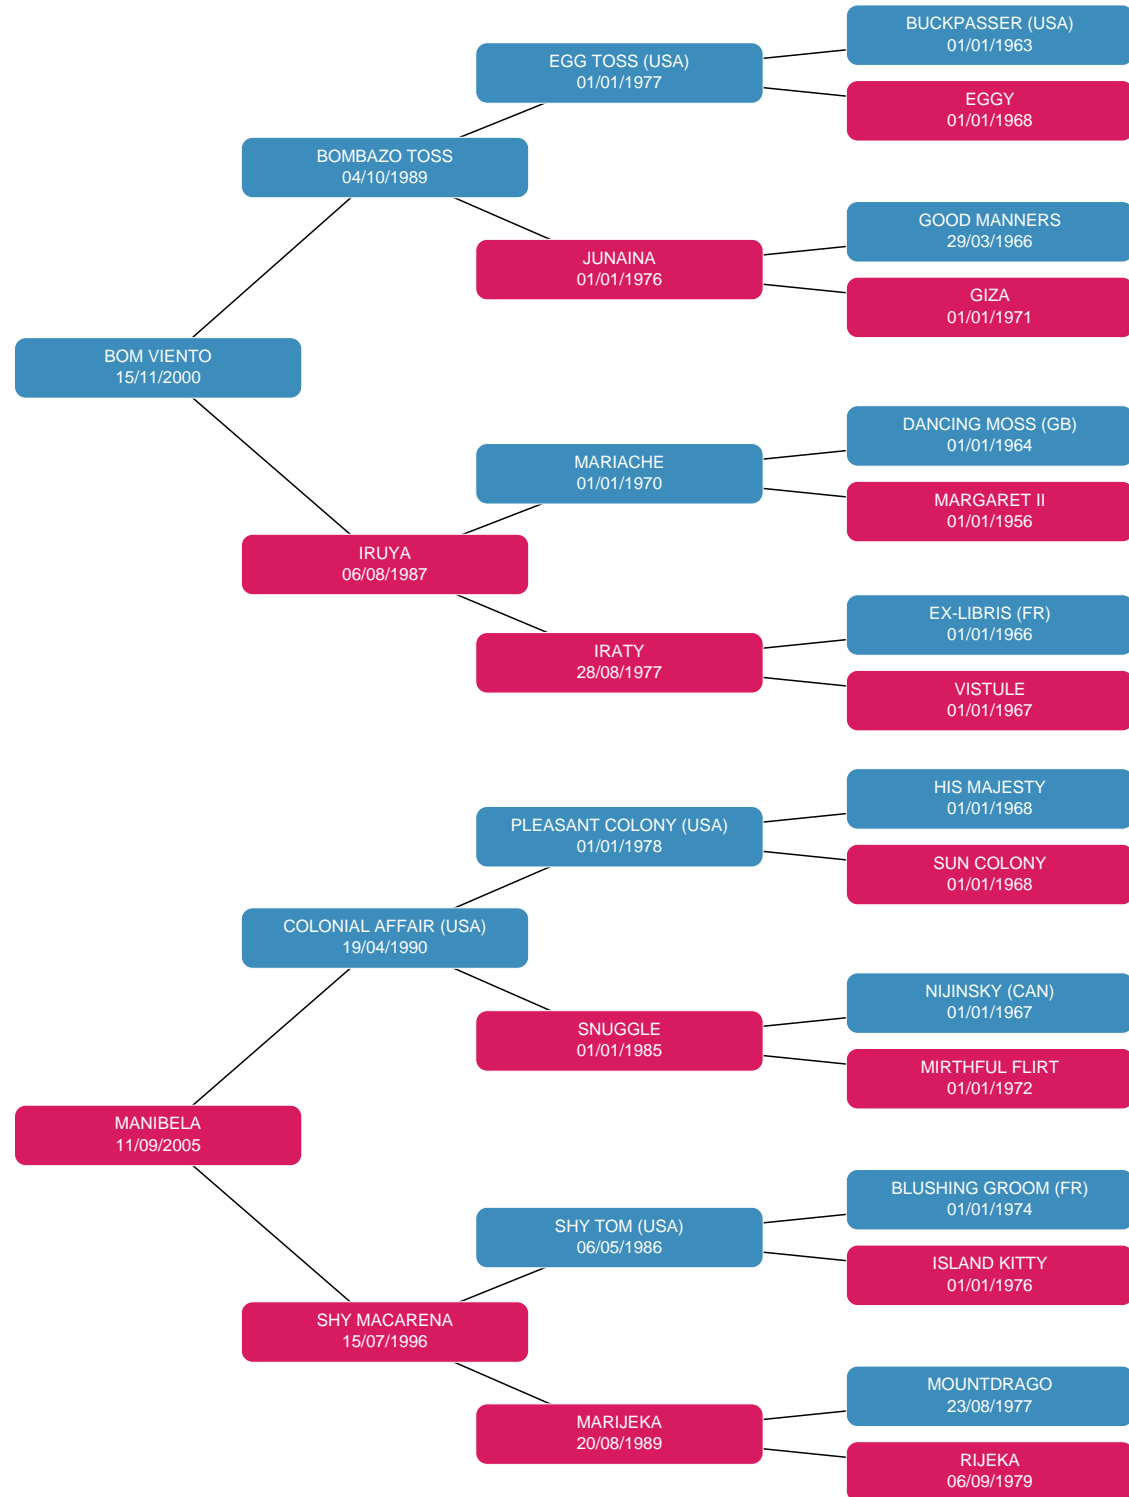 BUCKPASSER (USA)
01/01/1963
EGG TOSS (USA)
01/01/1977
EGGY
01/01/1968
BOMBAZO TOSS
04/10/1989
GOOD MANNERS
29/03/1966
JUNAINA
01/01/1976
GIZA
01/01/1971
BOM VIENTO
15/11/2000
DANCING MOSS (GB)
01/01/1964
MARIACHE
01/01/1970
MARGARET II
01/01/1956
IRUYA
06/08/1987
EX-LIBRIS (FR)
01/01/1966
IRATY
28/08/1977
VISTULE
01/01/1967
HIS MAJESTY
01/01/1968
PLEASANT COLONY (USA)
01/01/1978
SUN COLONY
01/01/1968
COLONIAL AFFAIR (USA)
19/04/1990
NIJINSKY (CAN)
01/01/1967
SNUGGLE
01/01/1985
MIRTHFUL FLIRT
01/01/1972
MANIBELA
11/09/2005
BLUSHING GROOM (FR)
01/01/1974
SHY TOM (USA)
06/05/1986
ISLAND KITTY
01/01/1976
SHY MACARENA
15/07/1996
MOUNTDRAGO
23/08/1977
MARIJEKA
20/08/1989
RIJEKA
06/09/1979